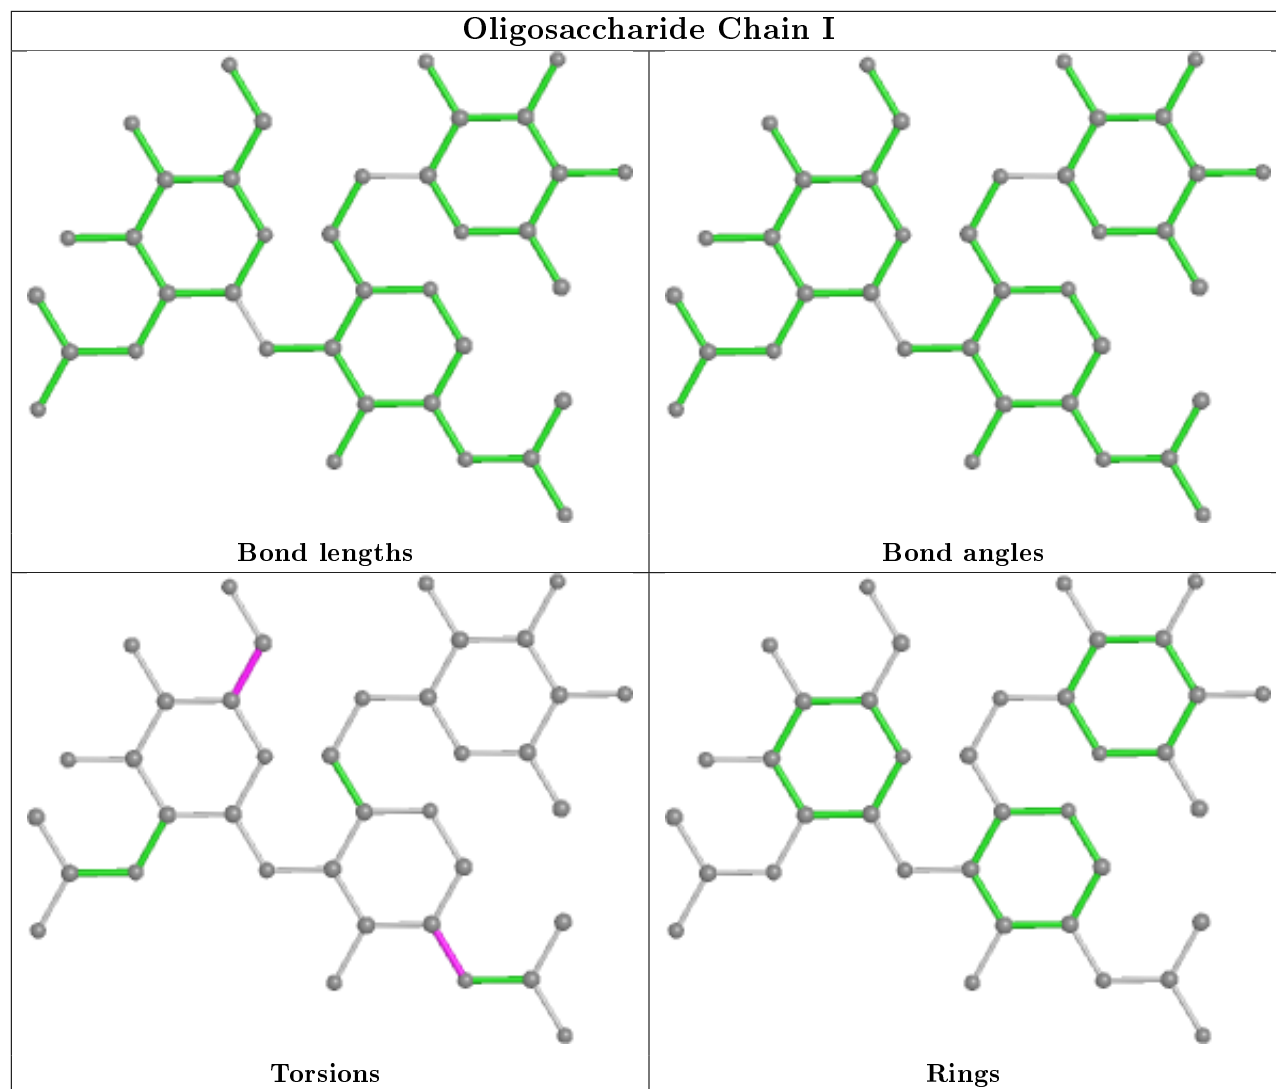 Oligosaccharide Chain I
Bond lengths
Bond angles
Torsions
Rings